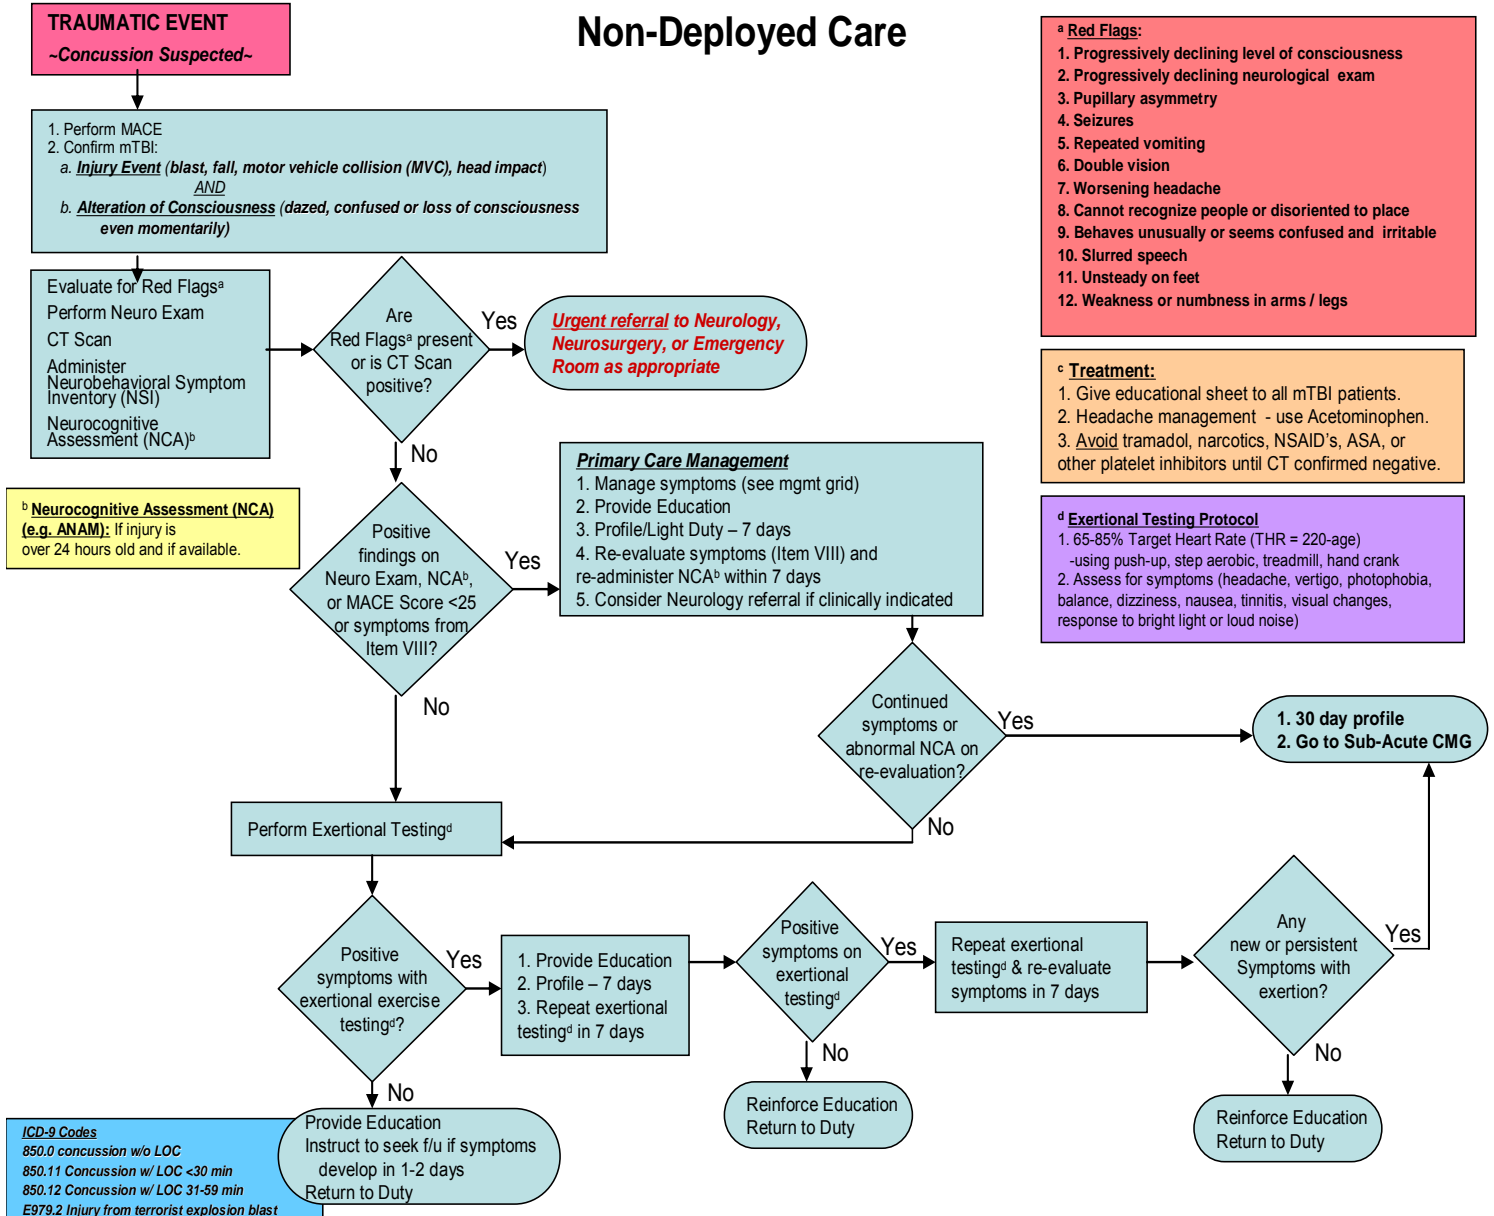 Non-Deployed Care
TRAUMATIC EVENT
~Concussion Suspected~
1. Perform MACE
2. Confirm mTBI:
a. Injury Event (blast, fall, motor vehicle collision (MVC), head impact)
AND
b. Alteration of Consciousness (dazed, confused or loss of consciousness
even momentarily)
Evaluate for Red Flagsᵃ
Perform Neuro Exam
CT Scan
Administer
Neurobehavioral Symptom
Inventory (NSI)
Neurocognitive
Assessment (NCA)ᵇ
Are
Red Flagsᵃ present
or is CT Scan
positive?
Yes
Urgent referral to Neurology,
Neurosurgery, or Emergency
Room as appropriate
No
ᵃ Red Flags:
1. Progressively declining level of consciousness
2. Progressively declining neurological exam
3. Pupillary asymmetry
4. Seizures
5. Repeated vomiting
6. Double vision
7. Worsening headache
8. Cannot recognize people or disoriented to place
9. Behaves unusually or seems confused and irritable
10. Slurred speech
11. Unsteady on feet
12. Weakness or numbness in arms / legs
ᶜ Treatment:
1. Give educational sheet to all mTBI patients.
2. Headache management - use Acetominophen.
3. Avoid tramadol, narcotics, NSAID's, ASA, or
other platelet inhibitors until CT confirmed negative.
ᵇ Neurocognitive Assessment (NCA)
(e.g. ANAM): If injury is
over 24 hours old and if available.
Positive
findings on
Neuro Exam, NCAᵇ,
or MACE Score <25
or symptoms from
Item VIII?
Yes
Primary Care Management
1. Manage symptoms (see mgmt grid)
2. Provide Education
3. Profile/Light Duty – 7 days
4. Re-evaluate symptoms (Item VIII) and
re-administer NCAᵇ within 7 days
5. Consider Neurology referral if clinically indicated
ᵈ Exertional Testing Protocol
1. 65-85% Target Heart Rate (THR = 220-age)
-using push-up, step aerobic, treadmill, hand crank
2. Assess for symptoms (headache, vertigo, photophobia,
balance, dizziness, nausea, tinnitis, visual changes,
response to bright light or loud noise)
No
Continued
symptoms or
abnormal NCA on
re-evaluation?
Yes
1. 30 day profile
2. Go to Sub-Acute CMG
No
Perform Exertional Testingᵈ
Positive
symptoms with
exertional exercise
testingᵈ?
Yes
1. Provide Education
2. Profile – 7 days
3. Repeat exertional
testingᵈ in 7 days
Positive
symptoms on
exertional
testingᵈ
Yes
Repeat exertional
testingᵈ & re-evaluate
symptoms in 7 days
Any
new or persistent
Symptoms with
exertion?
Yes
No
No
No
Provide Education
Instruct to seek f/u if symptoms
develop in 1-2 days
Return to Duty
Reinforce Education
Return to Duty
Reinforce Education
Return to Duty
ICD-9 Codes
850.0 concussion w/o LOC
850.11 Concussion w/ LOC <30 min
850.12 Concussion w/ LOC 31-59 min
E979.2 Injury from terrorist explosion blast